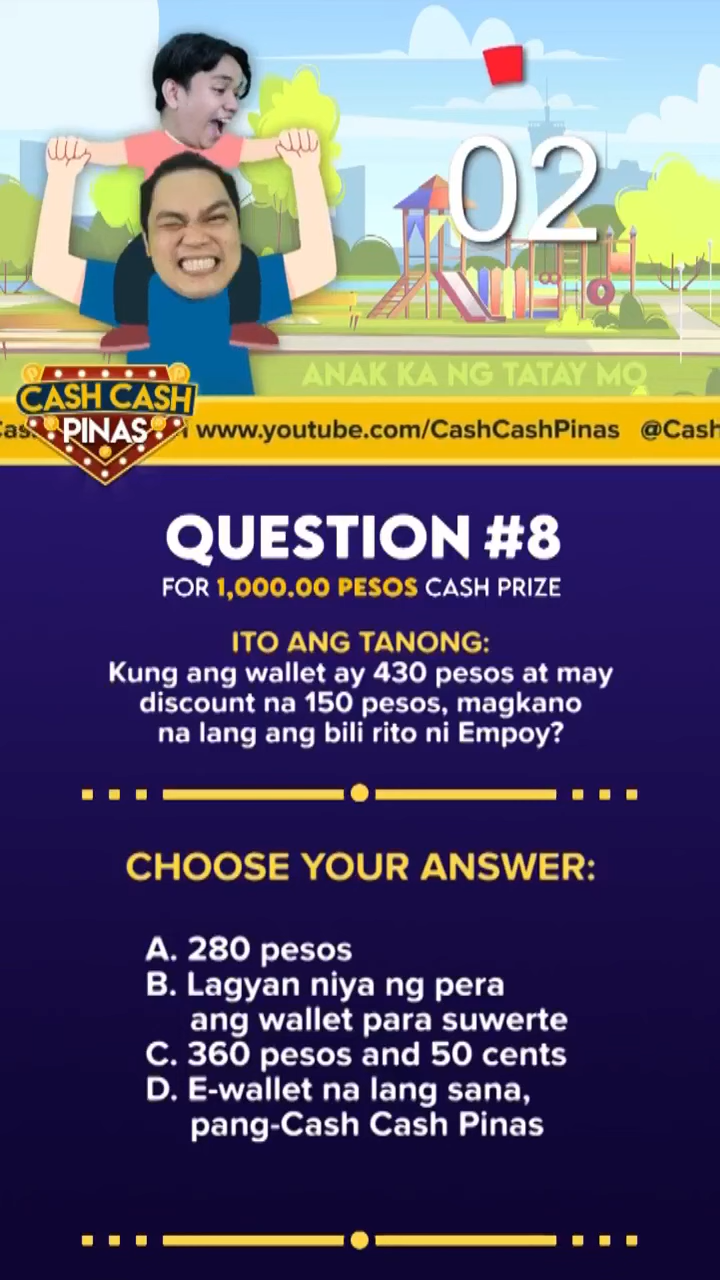 02
ANAK KA NG TATAY MO
CASH CASH
PINAS
www.youtube.com/CashCashPinas @Cash
QUESTION #8
FOR 1,000.00 PESOS CASH PRIZE
ITO ANG TANONG:
Kung ang wallet ay 430 pesos at may
discount na 150 pesos, magkano
na lang ang bili rito ni Empoy?
CHOOSE YOUR ANSWER:
A. 280 pesos
B. Lagyan niya ng pera
ang wallet para suwerte
C. 360 pesos and 50 cents
D. E-wallet na lang sana,
pang-Cash Cash Pinas